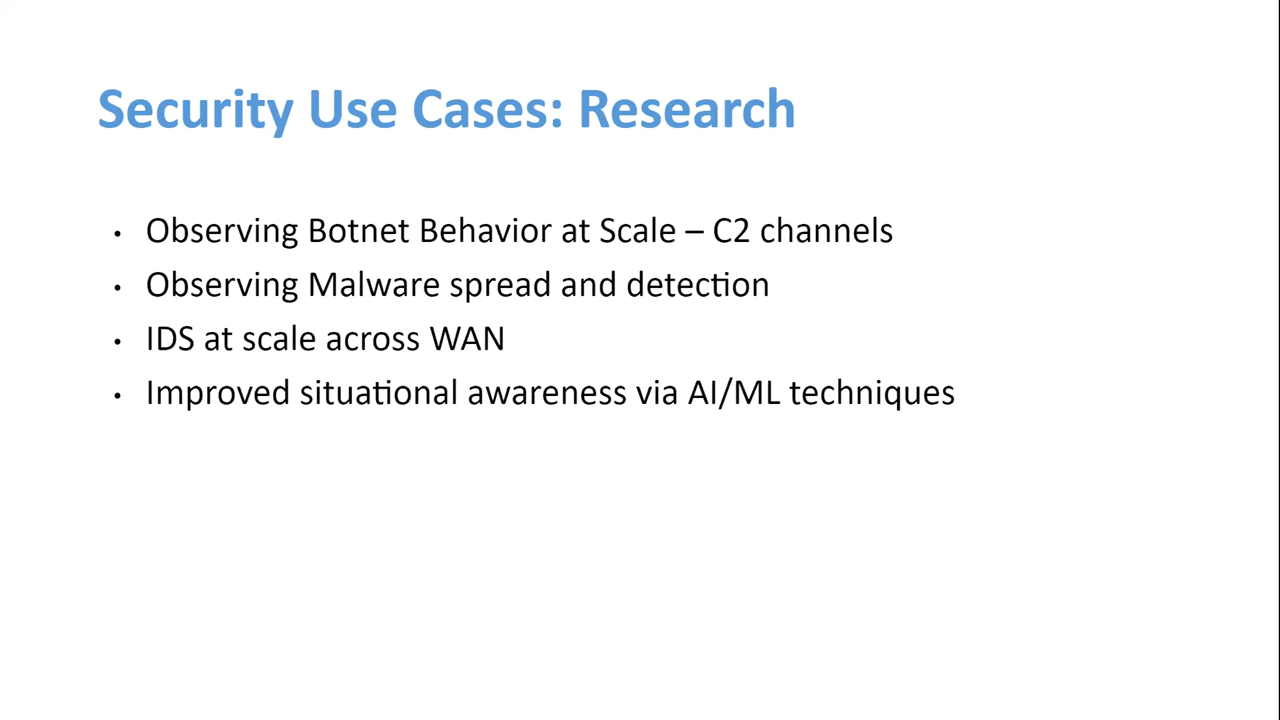 Security Use Cases: Research
• Observing Botnet Behavior at Scale – C2 channels
• Observing Malware spread and detection
• IDS at scale across WAN
• Improved situational awareness via AI/ML techniques